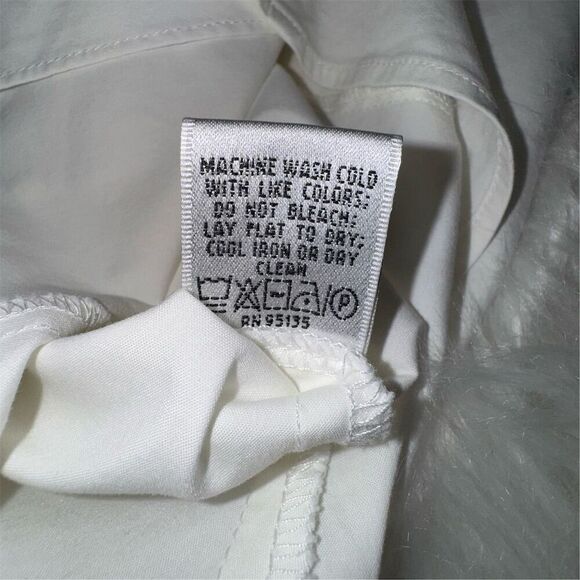 MACHINE WASH COLD
WITH LIKE COLORS;
DO NOT BLEACH;
LAY FLAT TO DRY;
COOL IRON OR DRY
CLEAN
P
RN 95135